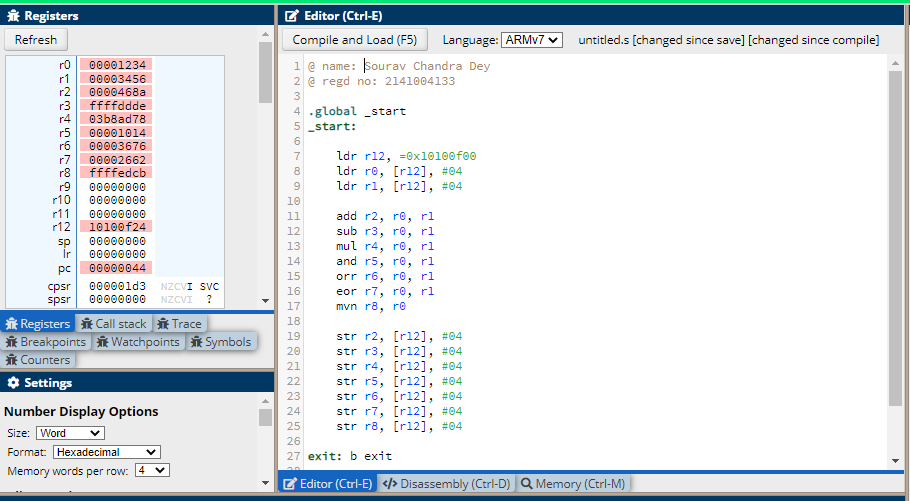 Registers
Refresh
r0 00001234
r1 00003456
r2 0000468a
r3 ffffddde
r4 03b8ad78
r5 00001014
r6 00003676
r7 00002662
r8 ffffedcb
r9 00000000
r10 00000000
r11 00000000
r12 10100f24
sp 00000000
lr 00000000
pc 00000044
cpsr 000001d3 NZCVI SVC
spsr 00000000 NZCVI ?
Registers Call stack Trace
Breakpoints Watchpoints Symbols
Counters
Settings
Number Display Options
Size: Word
Format: Hexadecimal
Memory words per row: 4
Editor (Ctrl-E)
Compile and Load (F5) Language: ARMv7 untitled.s [changed since save] [changed since compile]
1 @ name: Sourav Chandra Dey
2 @ regd no: 2141004133
3
4 .global _start
5 _start:
6
7 ldr r12, =0x10100f00
8 ldr r0, [r12], #04
9 ldr r1, [r12], #04
10
11 add r2, r0, r1
12 sub r3, r0, r1
13 mul r4, r0, r1
14 and r5, r0, r1
15 orr r6, r0, r1
16 eor r7, r0, r1
17 mvn r8, r0
18
19 str r2, [r12], #04
20 str r3, [r12], #04
21 str r4, [r12], #04
22 str r5, [r12], #04
23 str r6, [r12], #04
24 str r7, [r12], #04
25 str r8, [r12], #04
26
27 exit: b exit
Editor (Ctrl-E) Disassembly (Ctrl-D) Memory (Ctrl-M)